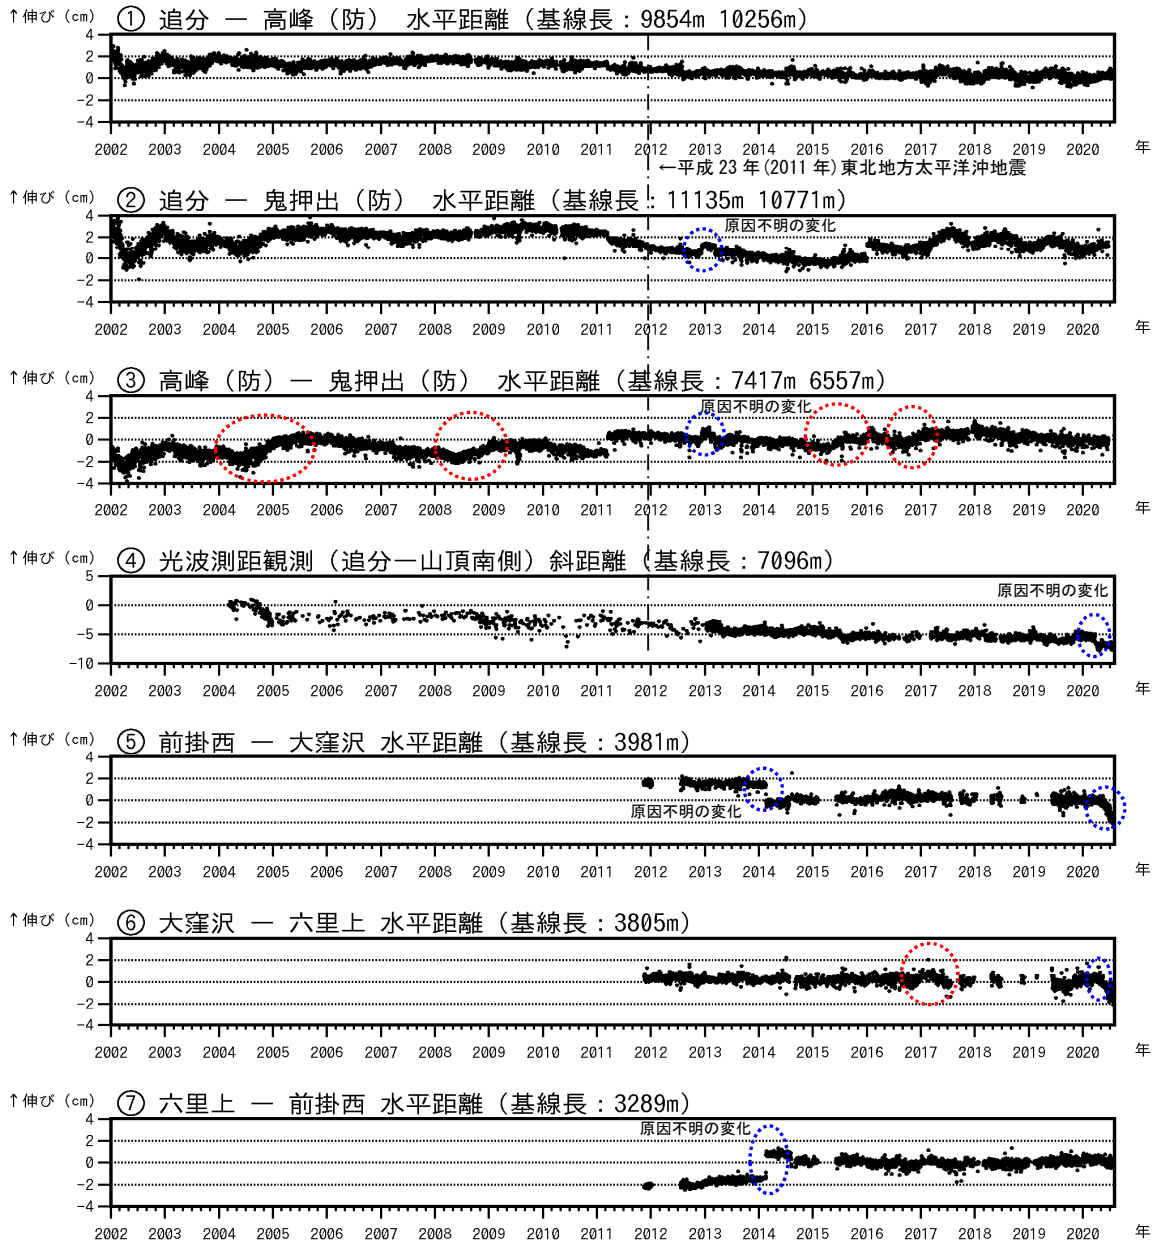 ↑伸び（cm） ① 追分 ― 高峰（防） 水平距離（基線長：9854m 10256m）
4
2
0
-2
-4
2002 2003 2004 2005 2006 2007 2008 2009 2010 2011 2012 2013 2014 2015 2016 2017 2018 2019 2020 年
←平成 23 年(2011 年)東北地方太平洋沖地震
↑伸び（cm） ② 追分 ― 鬼押出（防） 水平距離（基線長：11135m 10771m）
原因不明の変化
4
2
0
-2
-4
2002 2003 2004 2005 2006 2007 2008 2009 2010 2011 2012 2013 2014 2015 2016 2017 2018 2019 2020 年
↑伸び（cm） ③ 高峰（防）― 鬼押出（防） 水平距離（基線長：7417m 6557m）
原因不明の変化
4
2
0
-2
-4
2002 2003 2004 2005 2006 2007 2008 2009 2010 2011 2012 2013 2014 2015 2016 2017 2018 2019 2020 年
↑伸び（cm） ④ 光波測距観測（追分―山頂南側）斜距離（基線長：7096m）
原因不明の変化
5
0
-5
-10
2002 2003 2004 2005 2006 2007 2008 2009 2010 2011 2012 2013 2014 2015 2016 2017 2018 2019 2020 年
↑伸び（cm） ⑤ 前掛西 ― 大窪沢 水平距離（基線長：3981m）
4
2
0
原因不明の変化
-2
-4
2002 2003 2004 2005 2006 2007 2008 2009 2010 2011 2012 2013 2014 2015 2016 2017 2018 2019 2020 年
↑伸び（cm） ⑥ 大窪沢 ― 六里上 水平距離（基線長：3805m）
4
2
0
-2
-4
2002 2003 2004 2005 2006 2007 2008 2009 2010 2011 2012 2013 2014 2015 2016 2017 2018 2019 2020 年
↑伸び（cm） ⑦ 六里上 ― 前掛西 水平距離（基線長：3289m）
原因不明の変化
4
2
0
-2
-4
2002 2003 2004 2005 2006 2007 2008 2009 2010 2011 2012 2013 2014 2015 2016 2017 2018 2019 2020 年